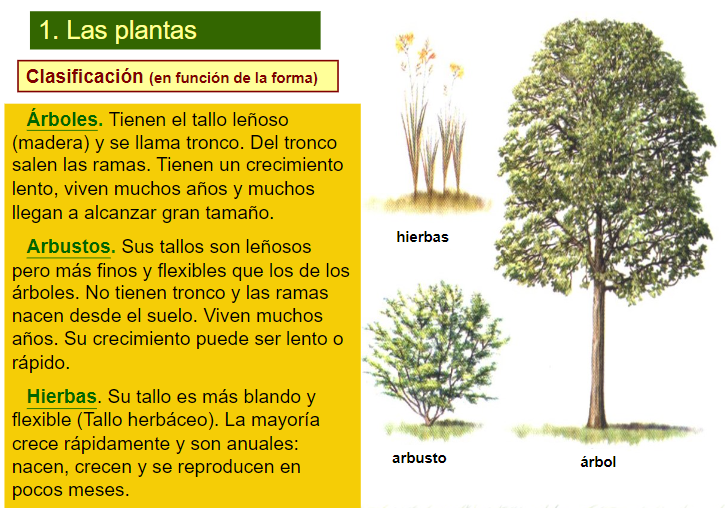 1. Las plantas
Clasificación (en función de la forma)
Árboles. Tienen el tallo leñoso
(madera) y se llama tronco. Del tronco
salen las ramas. Tienen un crecimiento
lento, viven muchos años y muchos
llegan a alcanzar gran tamaño.
Arbustos. Sus tallos son leñosos
pero más finos y flexibles que los de los
árboles. No tienen tronco y las ramas
nacen desde el suelo. Viven muchos
años. Su crecimiento puede ser lento o
rápido.
Hierbas. Su tallo es más blando y
flexible (Tallo herbáceo). La mayoría
crece rápidamente y son anuales:
nacen, crecen y se reproducen en
pocos meses.
hierbas
arbusto
árbol